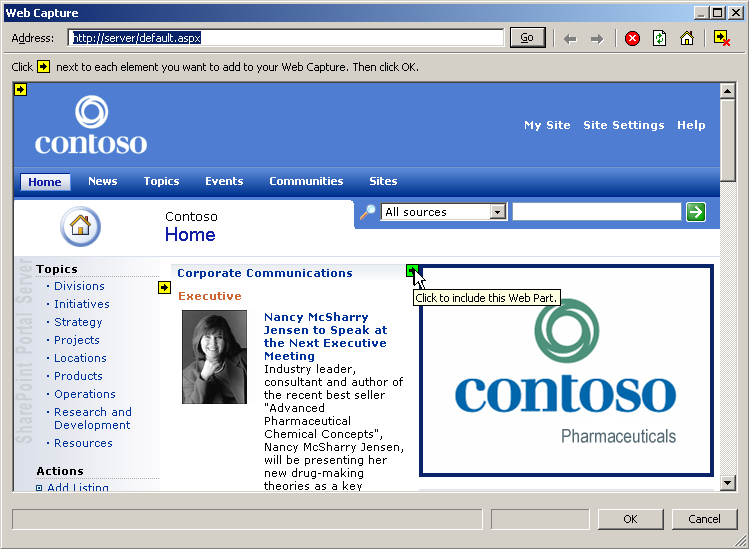 Web Capture
Address: http://server/default.aspx Go
Click next to each element you want to add to your Web Capture. Then click OK.
contoso
My Site Site Settings Help
Home News Topics Events Communities Sites
All sources
Contoso
Home
SharePoint Portal Server
Topics
Divisions
Initiatives
Strategy
Projects
Locations
Products
Operations
Research and
Development
Resources
Actions
Add Listing
Corporate Communications
Executive
Nancy McSharry
Jensen to Speak at
the Next Executive
Meeting
Industry leader,
consultant and author of
the recent best seller
"Advanced
Pharmaceutical
Chemical Concepts",
Nancy McSharry Jensen,
will be presenting her
new drug-making
theories as a key
Click to include this Web Part.
contoso
Pharmaceuticals
OK Cancel